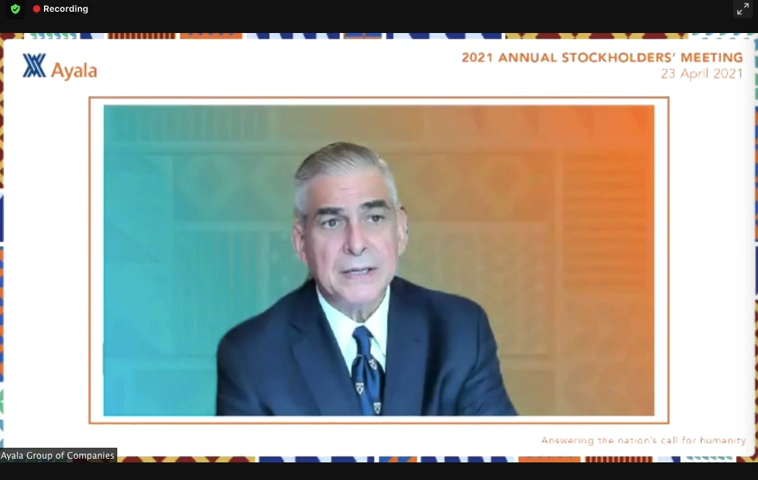 Recording
Ayala
2021 ANNUAL STOCKHOLDERS' MEETING
23 April 2021
Answering the nation's call for humanity
Ayala Group of Companies